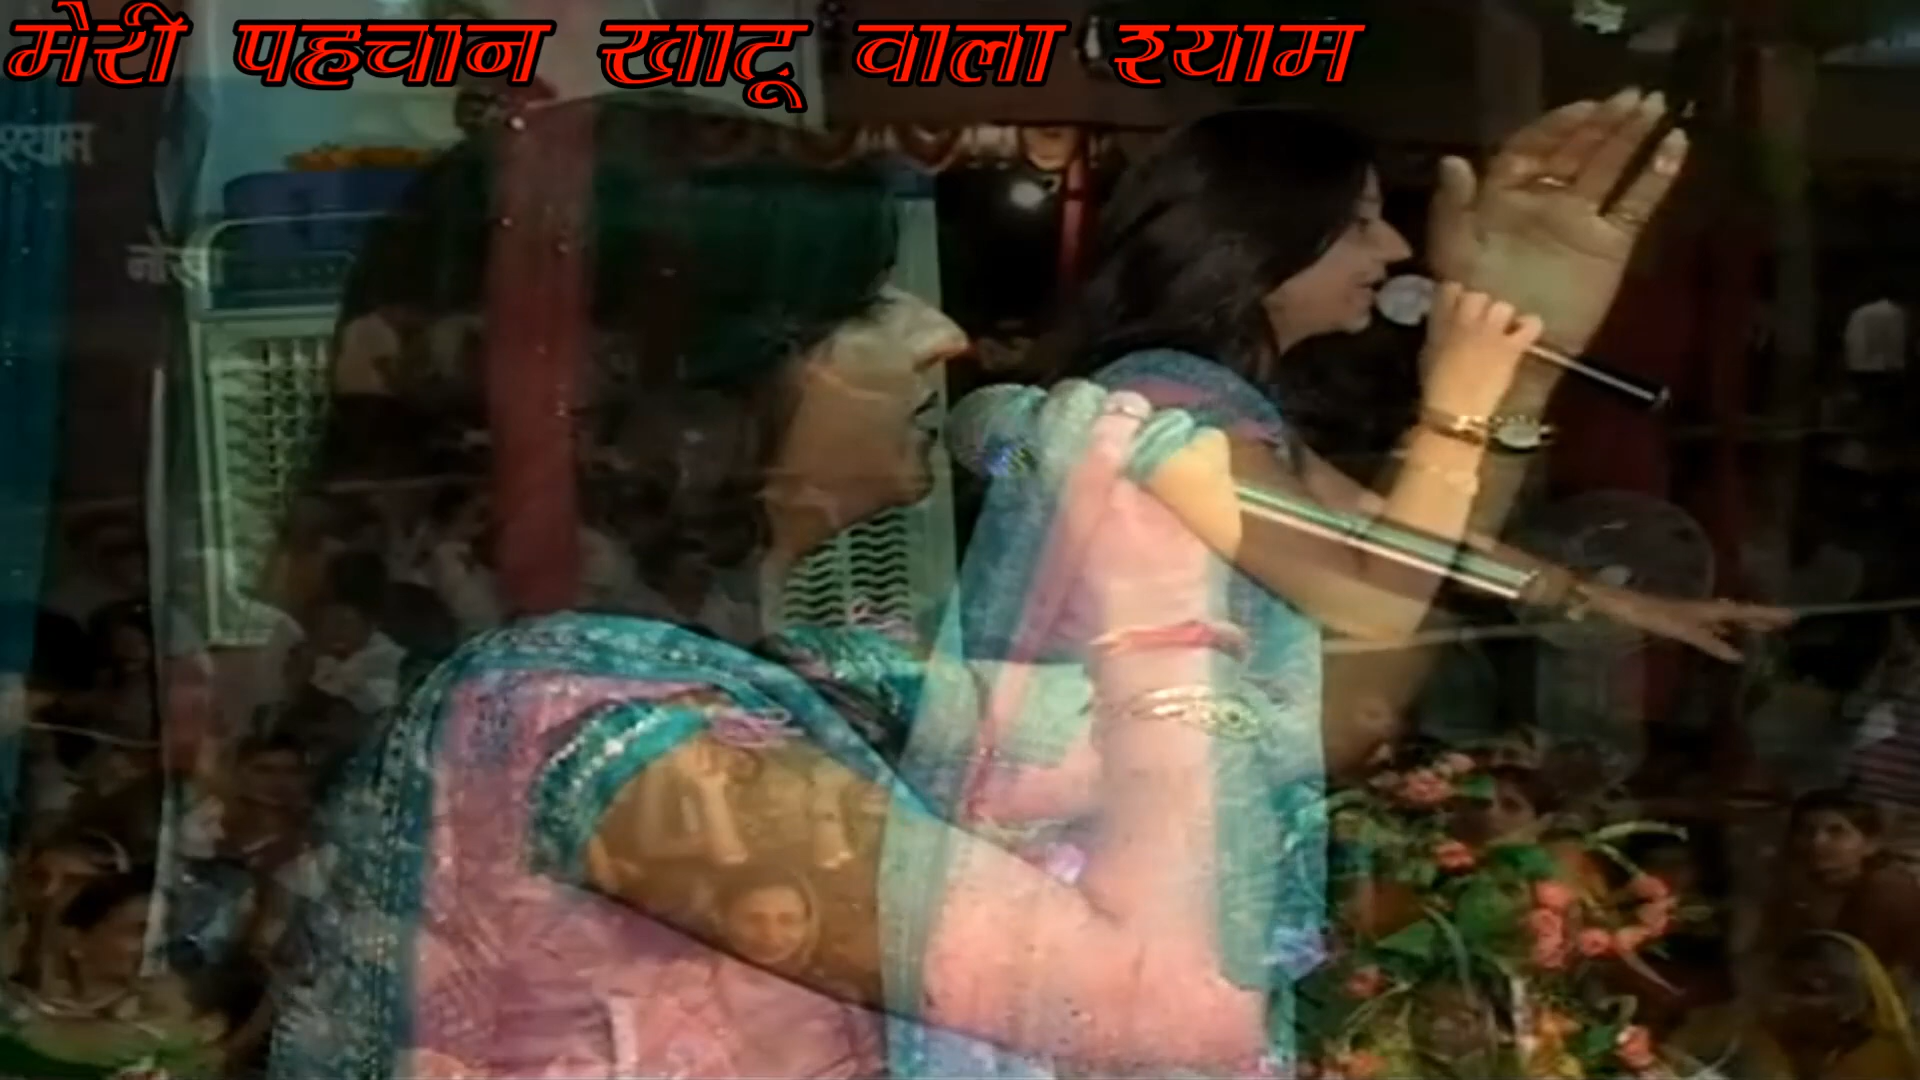 मेरी पहचान खाटू वाला श्याम
श्याम